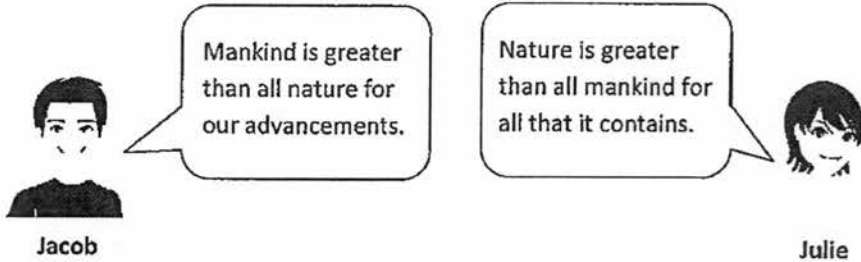 Mankind is greater
than all nature for
our advancements.
Nature is greater
than all mankind for
all that it contains.
Jacob
Julie